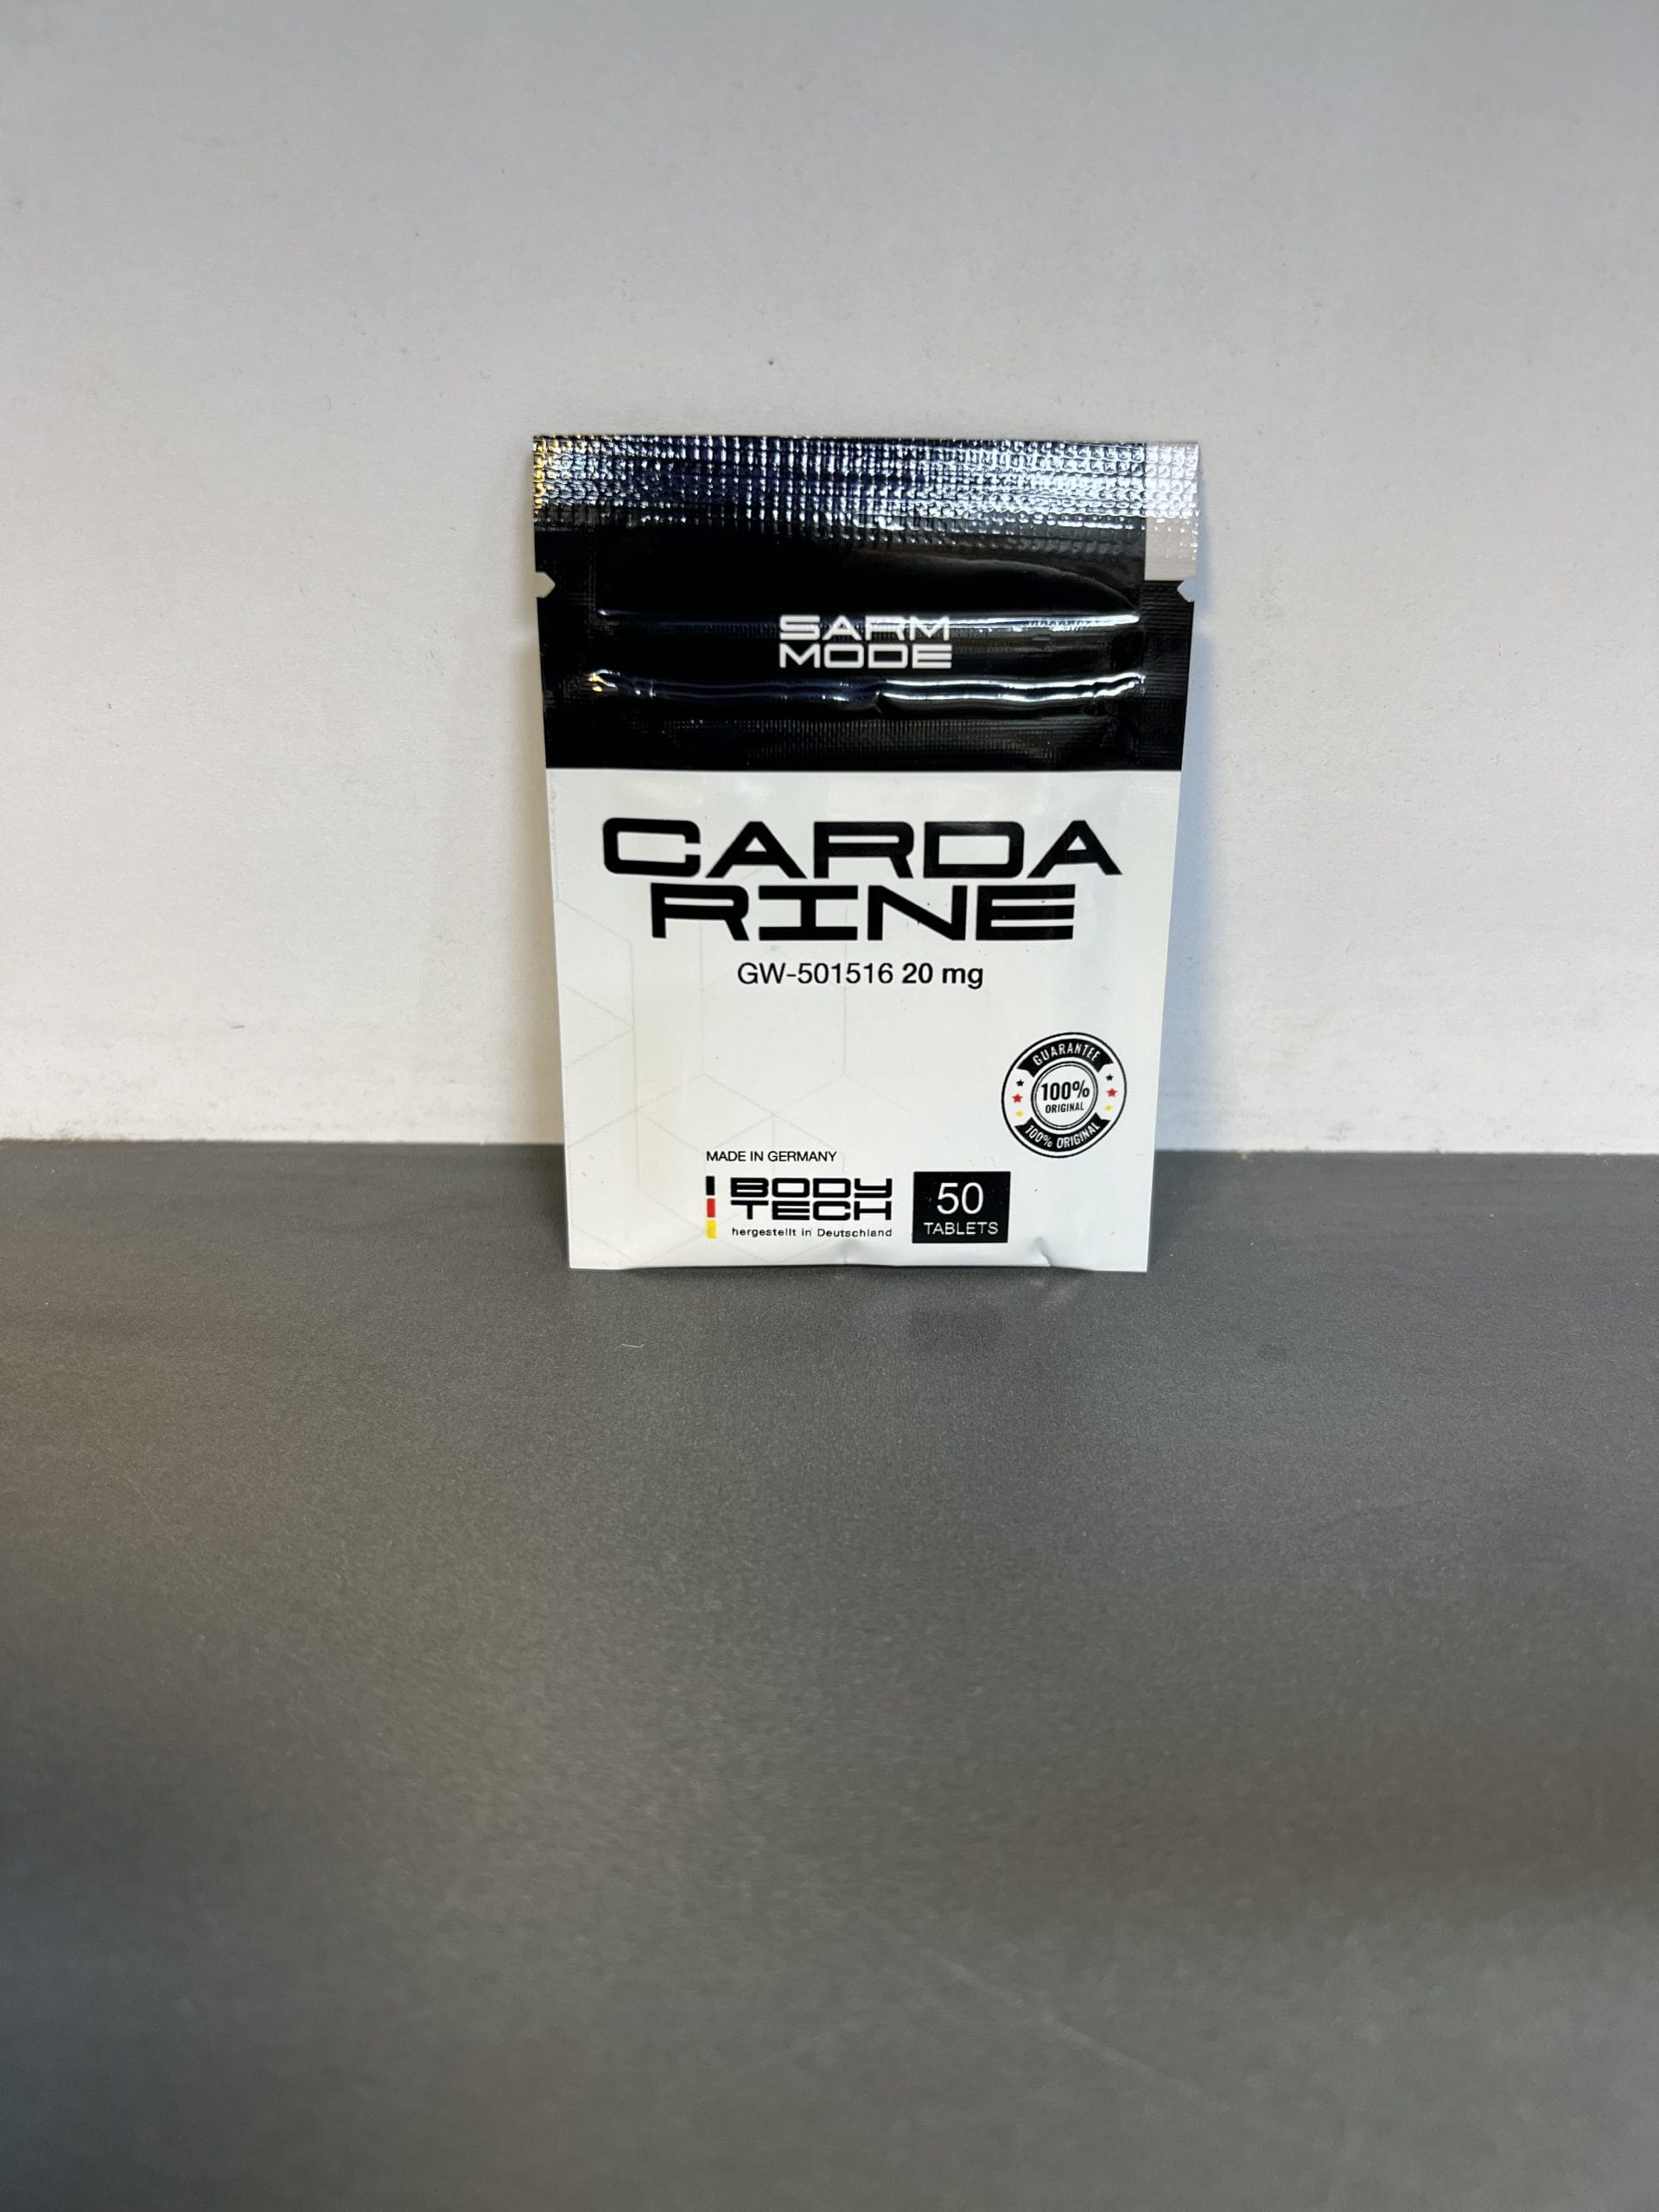 SARM
MODE
CARDA
RINE
GW-501516 20 mg
GUARANTEE
100%
ORIGINAL
100% ORIGINAL
MADE IN GERMANY
BODY
TECH
hergestellt in Deutschland
50
TABLETS